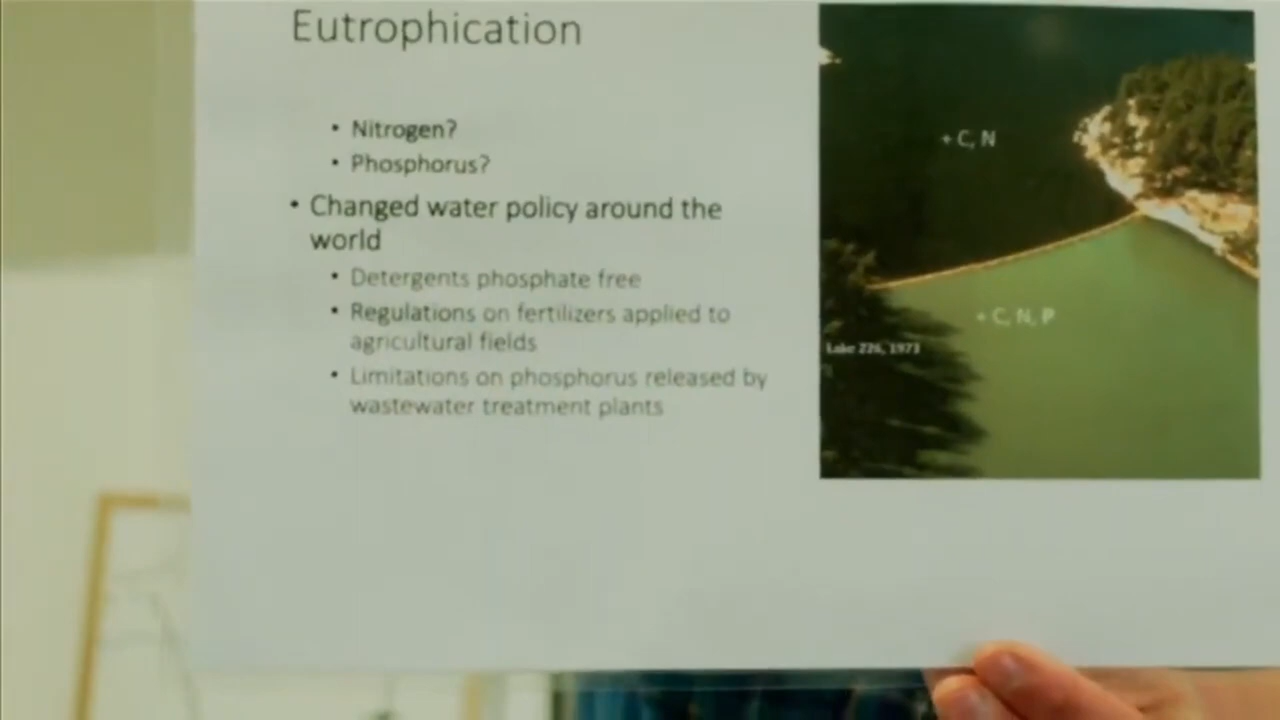 Eutrophication
• Nitrogen?
• Phosphorus?
• Changed water policy around the
world
• Detergents phosphate free
• Regulations on fertilizers applied to
agricultural fields
• Limitations on phosphorus released by
wastewater treatment plants
+ C, N
+ C, N, P
Lake 226, 1973